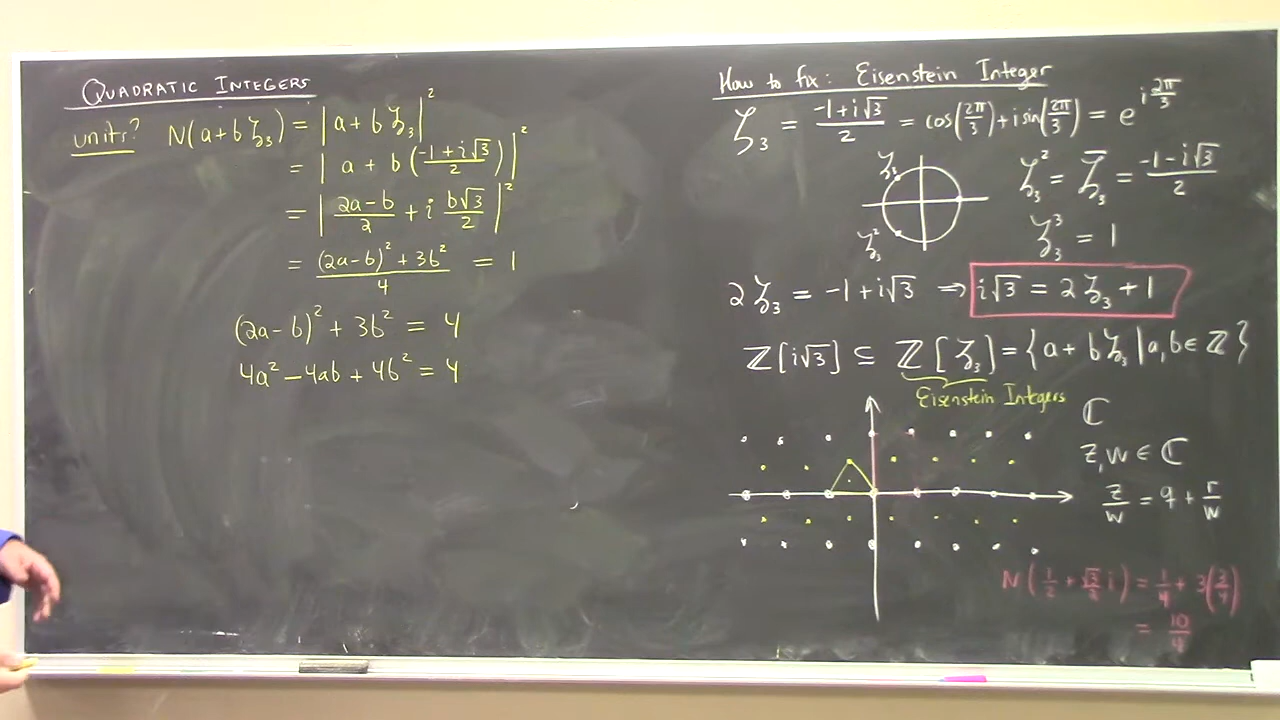 QUADRATIC INTEGERS
units? N(a+bζ₃) = |a+bζ₃|²
= |a + b(-1+i√3/2)|²
= |2a-b/2 + i b√3/2|²
= (2a-b)²+3b²/4 = 1
(2a-b)²+3b² = 4
4a²-4ab+4b² = 4
How to fix: Eisenstein Integer
ζ₃ = -1+i√3/2 = cos(2π/3)+i sin(2π/3) = e^{i 2π/3}
ζ₃
ζ₃² = ζ̅₃ = -1-i√3/2
ζ₃²
ζ₃³ = 1
2ζ₃ = -1+i√3 ⇒ i√3 = 2ζ₃+1
ℤ[i√3] ⊆ ℤ[ζ₃] = {a+bζ₃ | a,b∈ℤ}
Eisenstein Integers
ℂ
z,w ∈ ℂ
z/w = q + r/w
N(1/2 + √3/2 i) = 1/4 + 3(3/4)
= 10/4